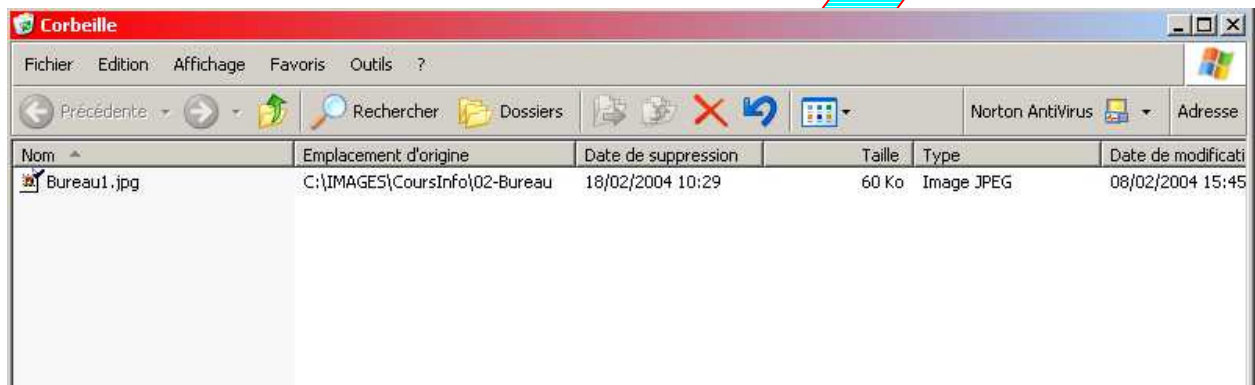 Corbeille
Fichier Edition Affichage Favoris Outils ?
Précédente Rechercher Dossiers Norton AntiVirus Adresse
Nom Emplacement d'origine Date de suppression Taille Type Date de modificati
Bureau1.jpg C:\IMAGES\CoursInfo\02-Bureau 18/02/2004 10:29 60 Ko Image JPEG 08/02/2004 15:45